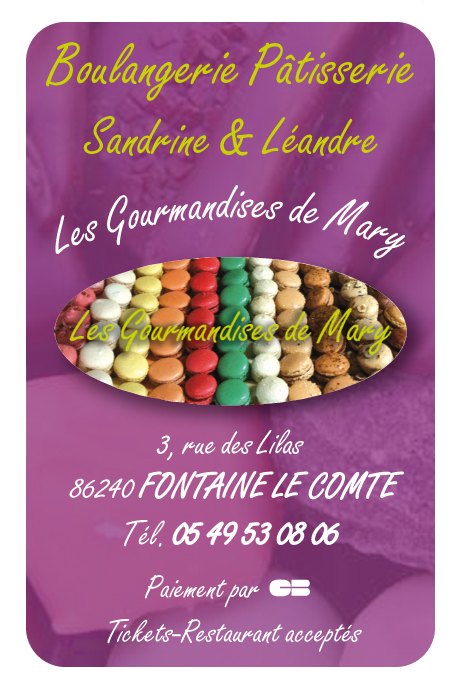 Boulangerie Pâtisserie
Sandrine & Léandre
Les Gourmandises de Mary
Les Gourmandises de Mary
3, rue des Lilas
86240 FONTAINE LE COMTE
Tél. 05 49 53 08 06
Paiement par CB
Tickets-Restaurant acceptés